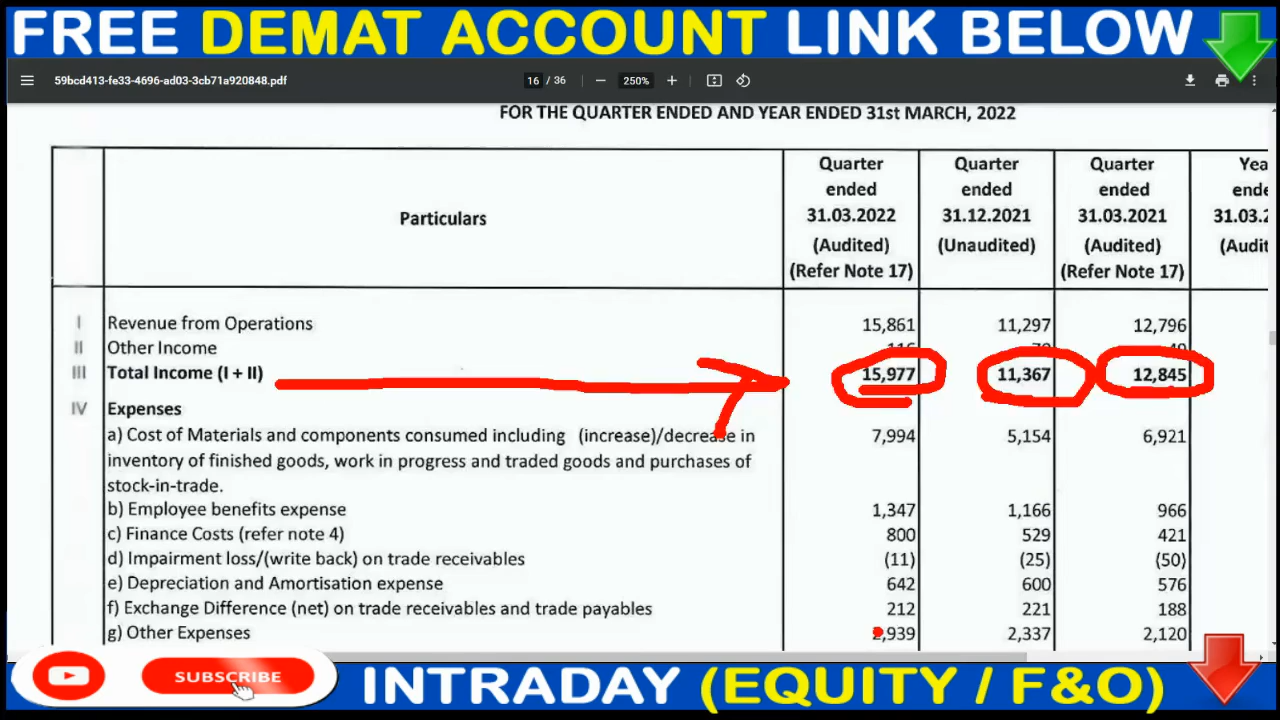 FREE DEMAT ACCOUNT LINK BELOW
59bcd413-fe33-4696-ad03-3cb71a920848.pdf 16 / 36 — 250% +
FOR THE QUARTER ENDED AND YEAR ENDED 31st MARCH, 2022
Particulars
Quarter ended 31.03.2022 (Audited) (Refer Note 17)
Quarter ended 31.12.2021 (Unaudited)
Quarter ended 31.03.2021 (Audited) (Refer Note 17)
I Revenue from Operations 15,861 11,297 12,796
II Other Income
III Total Income (I + II) 15,977 11,367 12,845
IV Expenses
a) Cost of Materials and components consumed including (increase)/decrease in 7,994 5,154 6,921
inventory of finished goods, work in progress and traded goods and purchases of
stock-in-trade.
b) Employee benefits expense 1,347 1,166 966
c) Finance Costs (refer note 4) 800 529 421
d) Impairment loss/(write back) on trade receivables (11) (25) (50)
e) Depreciation and Amortisation expense 642 600 576
f) Exchange Difference (net) on trade receivables and trade payables 212 221 188
g) Other Expenses 2,939 2,337 2,120
SUBSCRIBE
INTRADAY (EQUITY / F&O)